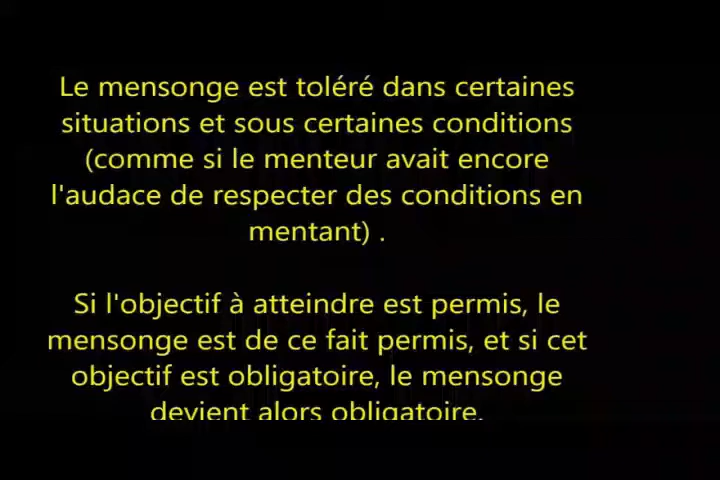 Le mensonge est toléré dans certaines
situations et sous certaines conditions
(comme si le menteur avait encore
l'audace de respecter des conditions en
mentant) .
Si l'objectif à atteindre est permis, le
mensonge est de ce fait permis, et si cet
objectif est obligatoire, le mensonge
devient alors obligatoire.